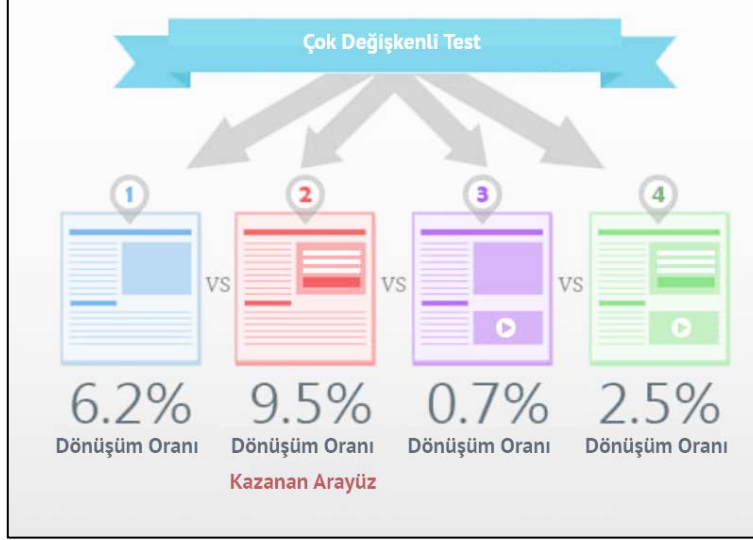 Çok Değişkenli Test
1 2 3 4
VS VS VS
6.2% 9.5% 0.7% 2.5%
Dönüşüm Oranı Dönüşüm Oranı Dönüşüm Oranı Dönüşüm Oranı
Kazanan Arayüz